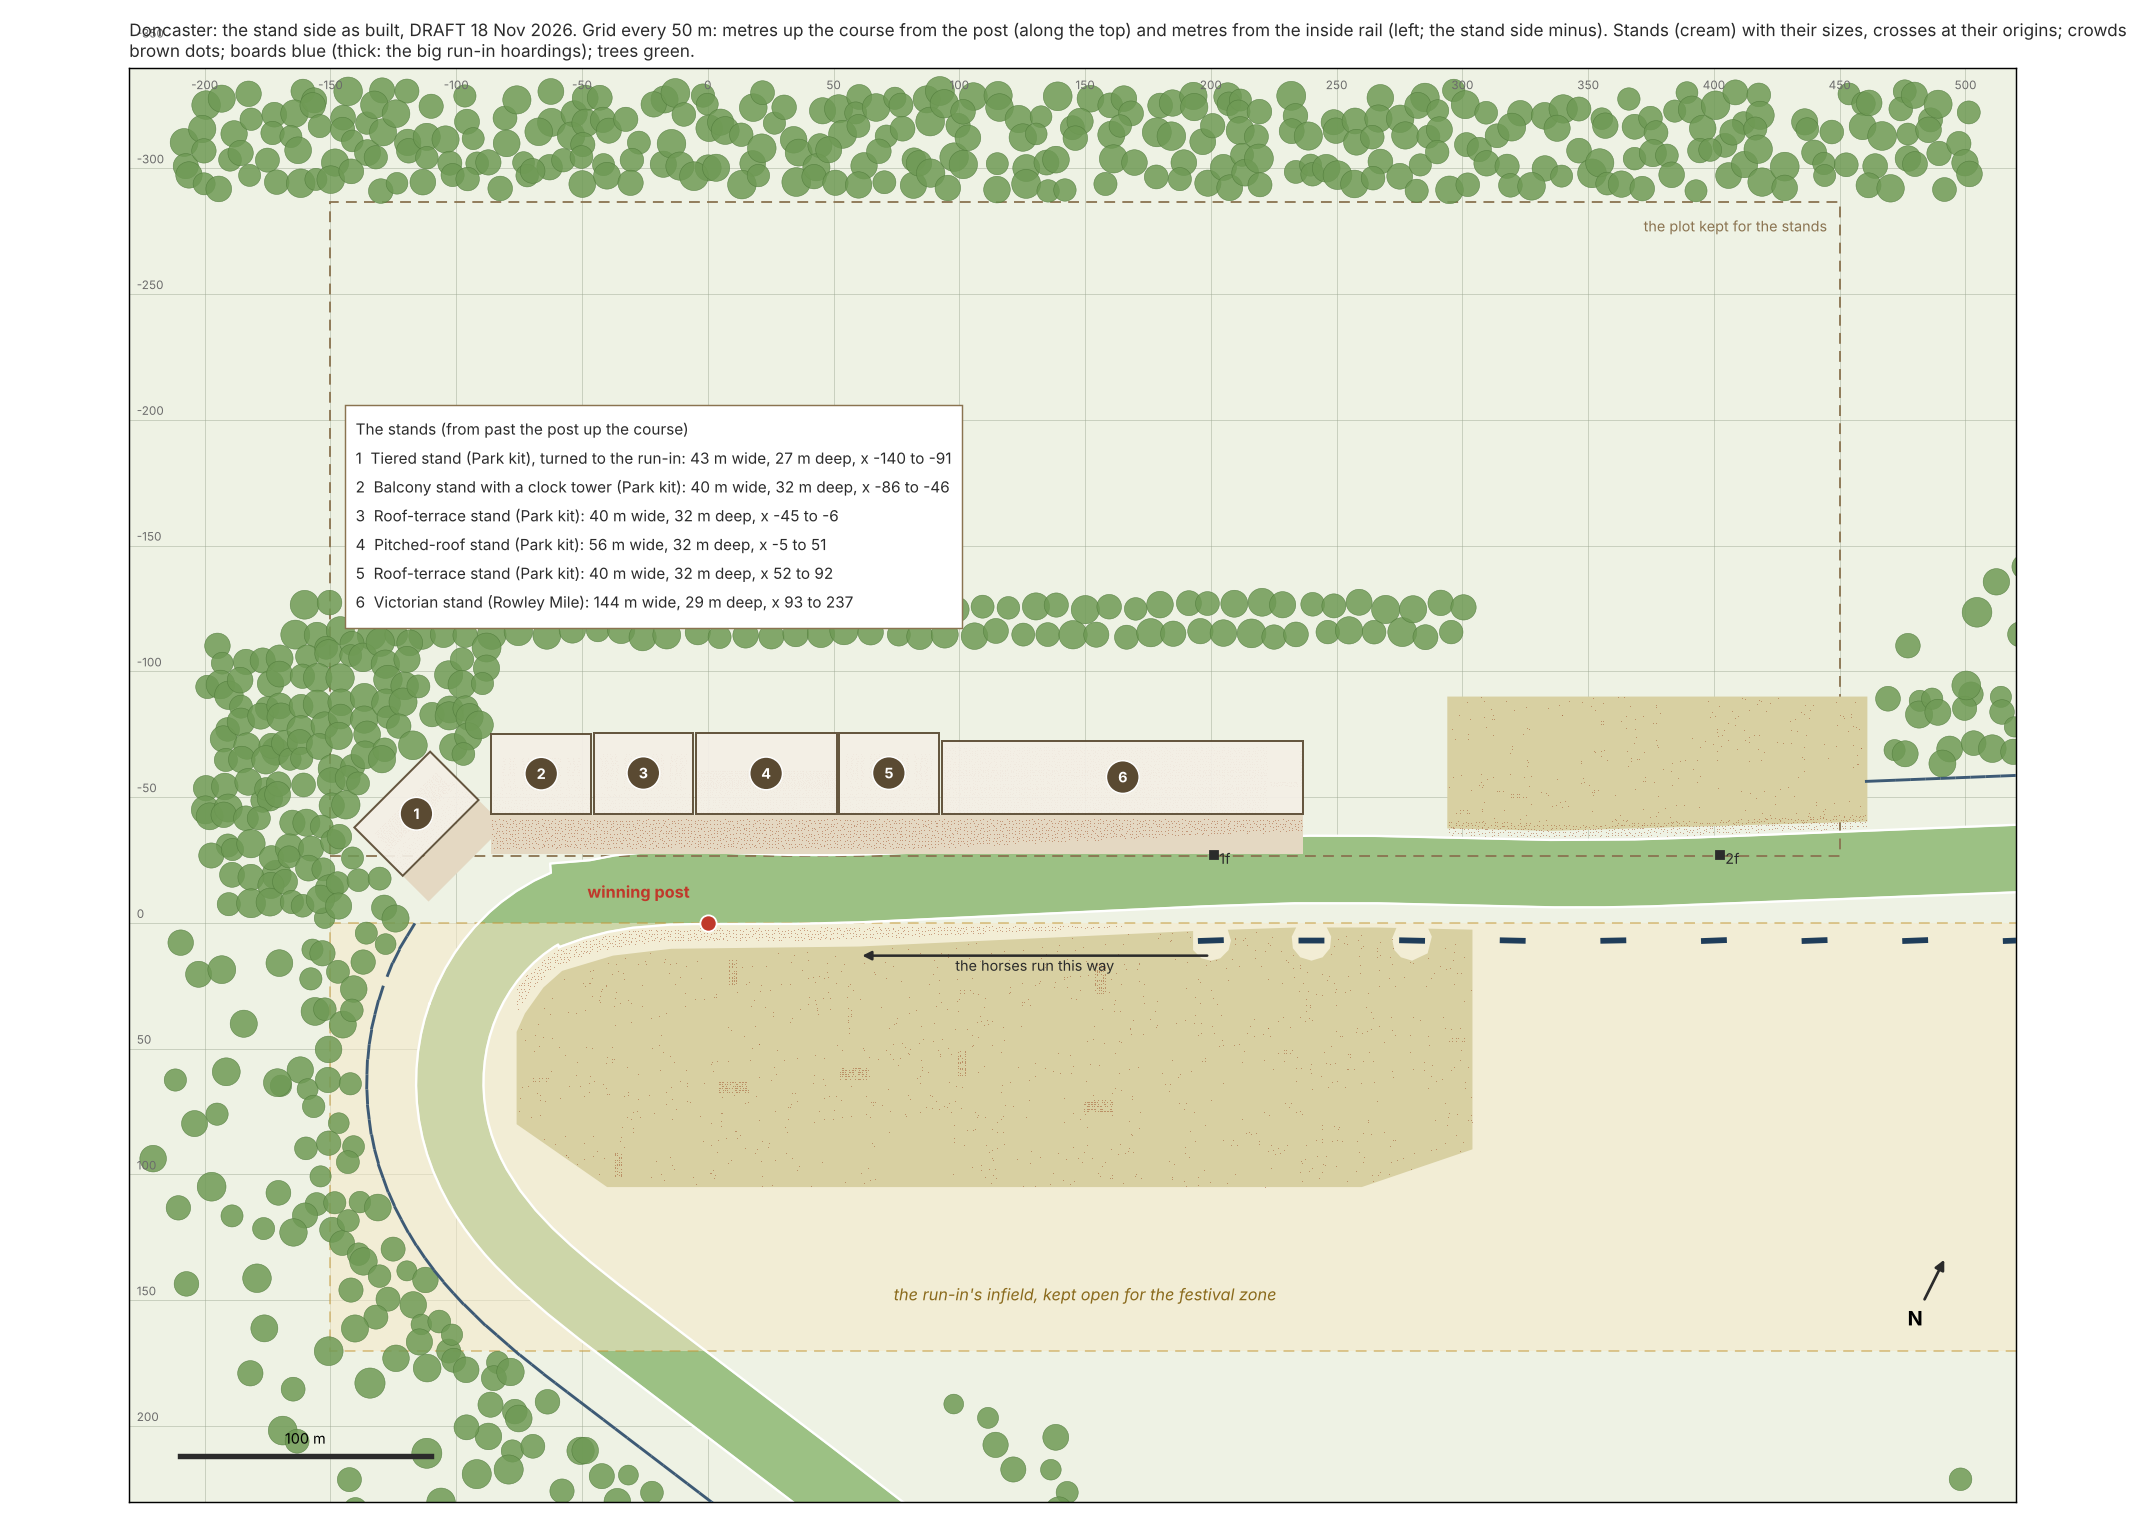 Doncaster: the stand side as built, DRAFT 18 Nov 2026. Grid every 50 m: metres up the course from the post (along the top) and metres from the inside rail (left; the stand side minus). Stands (cream) with their sizes, crosses at their origins; crowds
brown dots; boards blue (thick: the big run-in hoardings); trees green.
-350
-200 -150 -100 -50 0 50 100 150 200 250 300 350 400 450 500
-300
the plot kept for the stands
-250
-200
The stands (from past the post up the course)
1 Tiered stand (Park kit), turned to the run-in: 43 m wide, 27 m deep, x -140 to -91
2 Balcony stand with a clock tower (Park kit): 40 m wide, 32 m deep, x -86 to -46
3 Roof-terrace stand (Park kit): 40 m wide, 32 m deep, x -45 to -6
-150
4 Pitched-roof stand (Park kit): 56 m wide, 32 m deep, x -5 to 51
5 Roof-terrace stand (Park kit): 40 m wide, 32 m deep, x 52 to 92
6 Victorian stand (Rowley Mile): 144 m wide, 29 m deep, x 93 to 237
-100
-50
1 2 3 4 5 6
1f 2f
winning post
0
the horses run this way
50
100
150
the run-in's infield, kept open for the festival zone
N
200
100 m